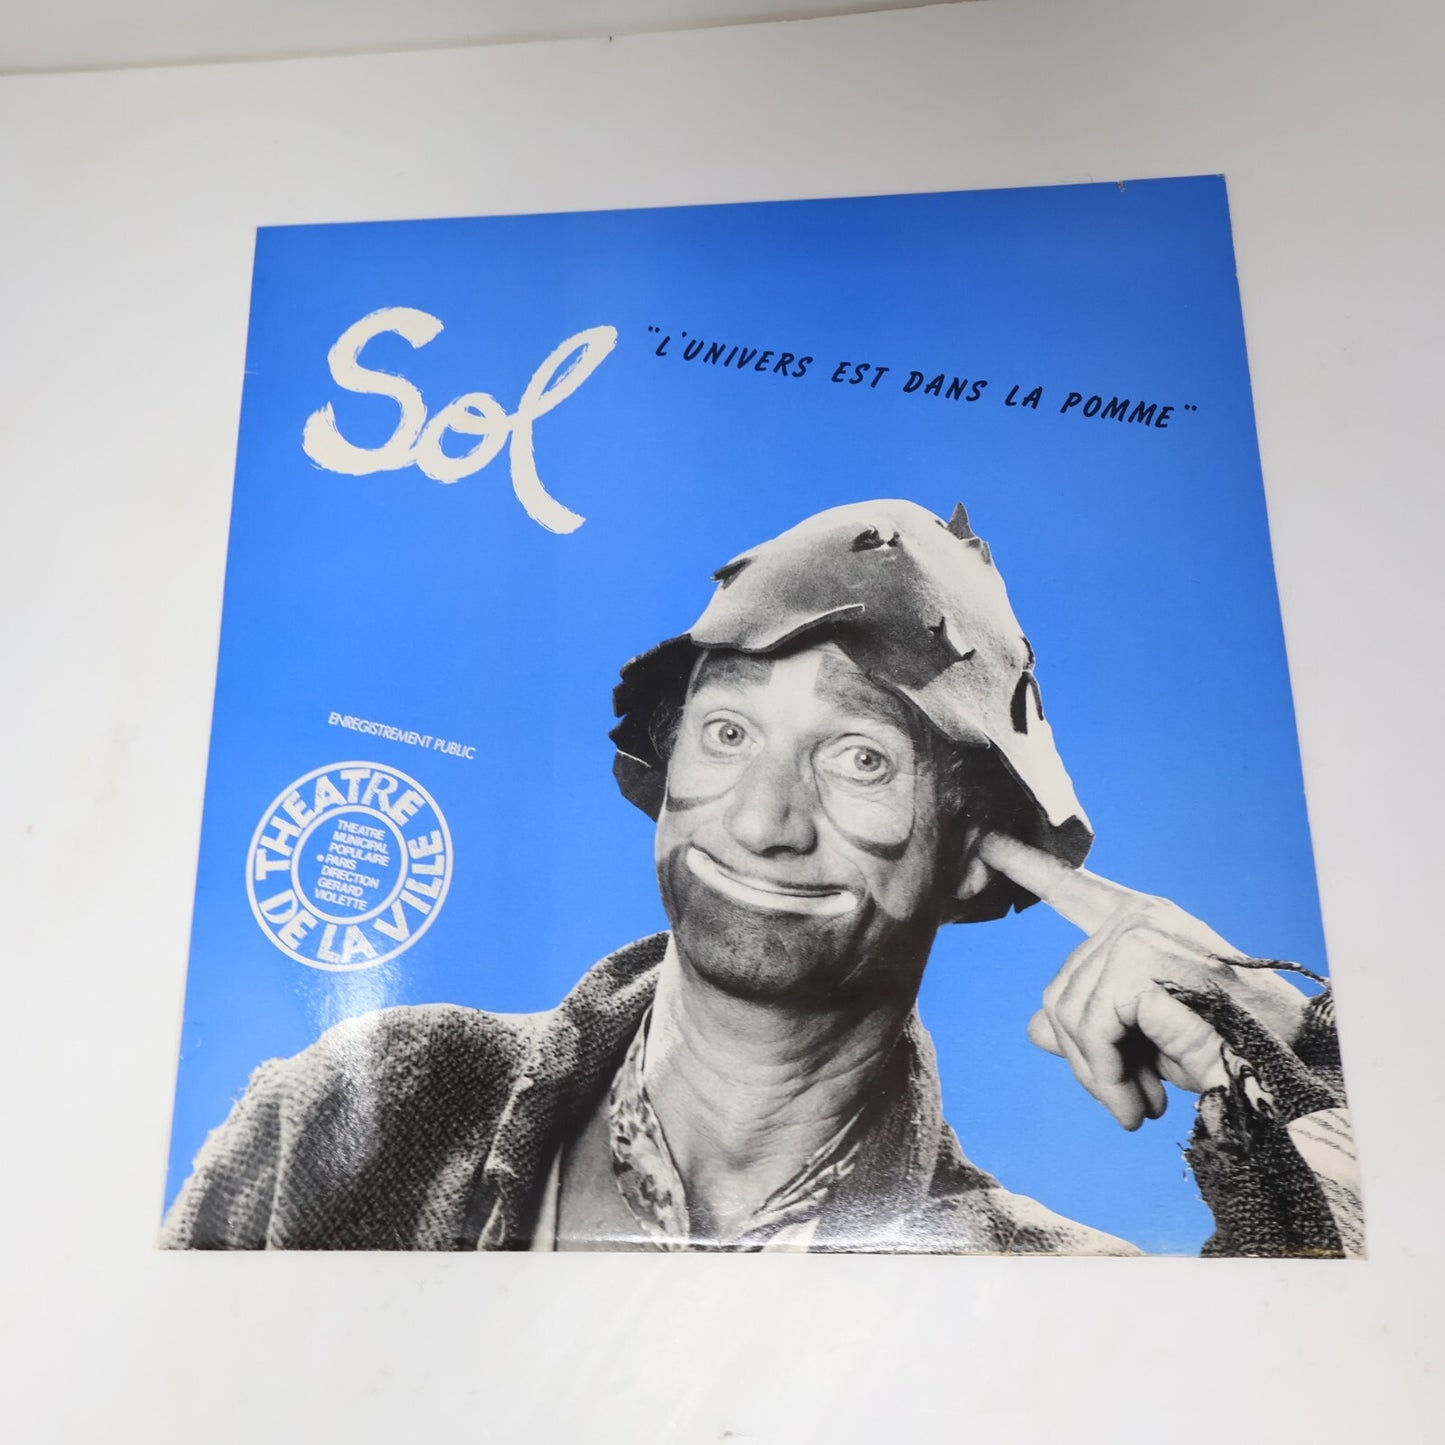 Sol
"L'UNIVERS EST DANS LA POMME"
ENREGISTREMENT PUBLIC
THEATRE DE LA VILLE
THEATRE
MUNICIPAL
POPULAIRE
• PARIS
DIRECTION
GERARD
VIOLETTE